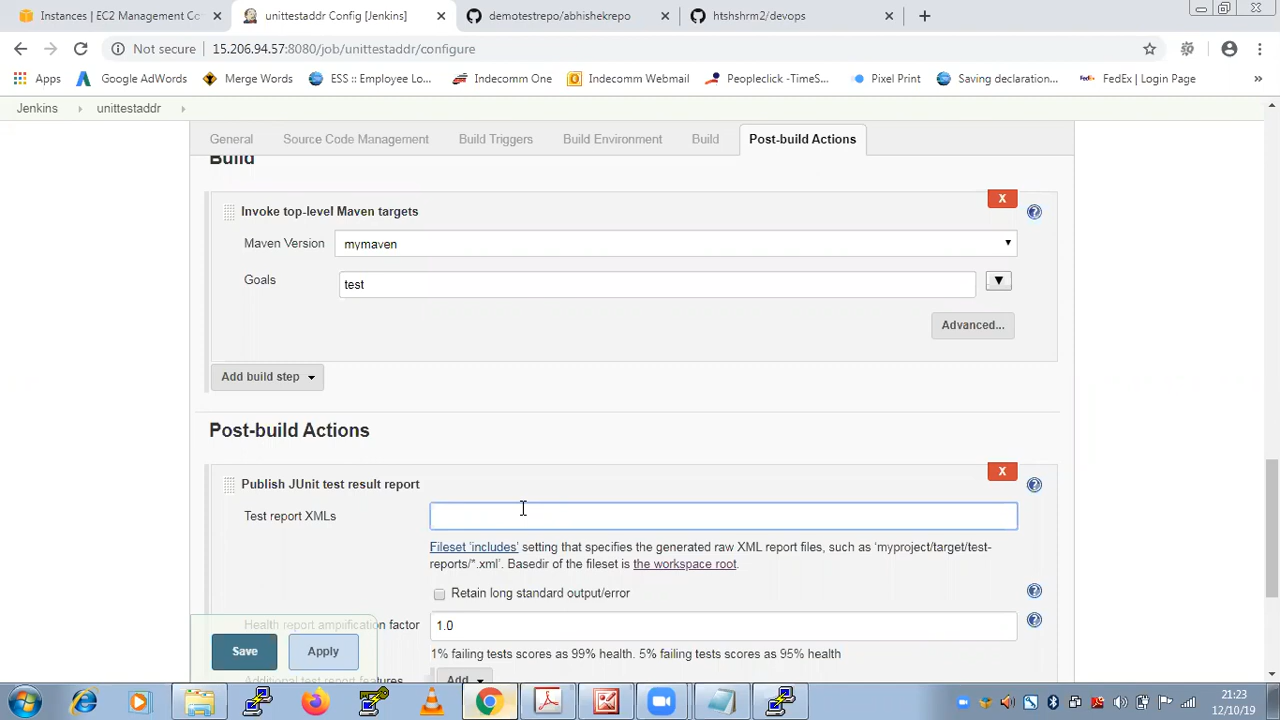 Instances | EC2 Management Co
unittestaddr Config [Jenkins]
demotestrepo/abhishekrepo
htshshrm2/devops
Not secure
15.206.94.57:8080/job/unittestaddr/configure
Apps
Google AdWords
Merge Words
ESS :: Employee Lo...
Indecomm One
Indecomm Webmail
Peopleclick -TimeS...
Pixel Print
Saving declaration...
FedEx | Login Page
»
Jenkins
unittestaddr
General
Source Code Management
Build Triggers
Build Environment
Build
Post-build Actions
Build
X
Invoke top-level Maven targets
Maven Version
mymaven
Goals
test
Advanced...
Add build step
Post-build Actions
X
Publish JUnit test result report
Test report XMLs
Fileset 'includes' setting that specifies the generated raw XML report files, such as 'myproject/target/test-
reports/*.xml'. Basedir of the fileset is the workspace root.
Retain long standard output/error
Health report amplification factor
1.0
1% failing tests scores as 99% health. 5% failing tests scores as 95% health
Save
Apply
Additional test report features
Add
21:23
12/10/19